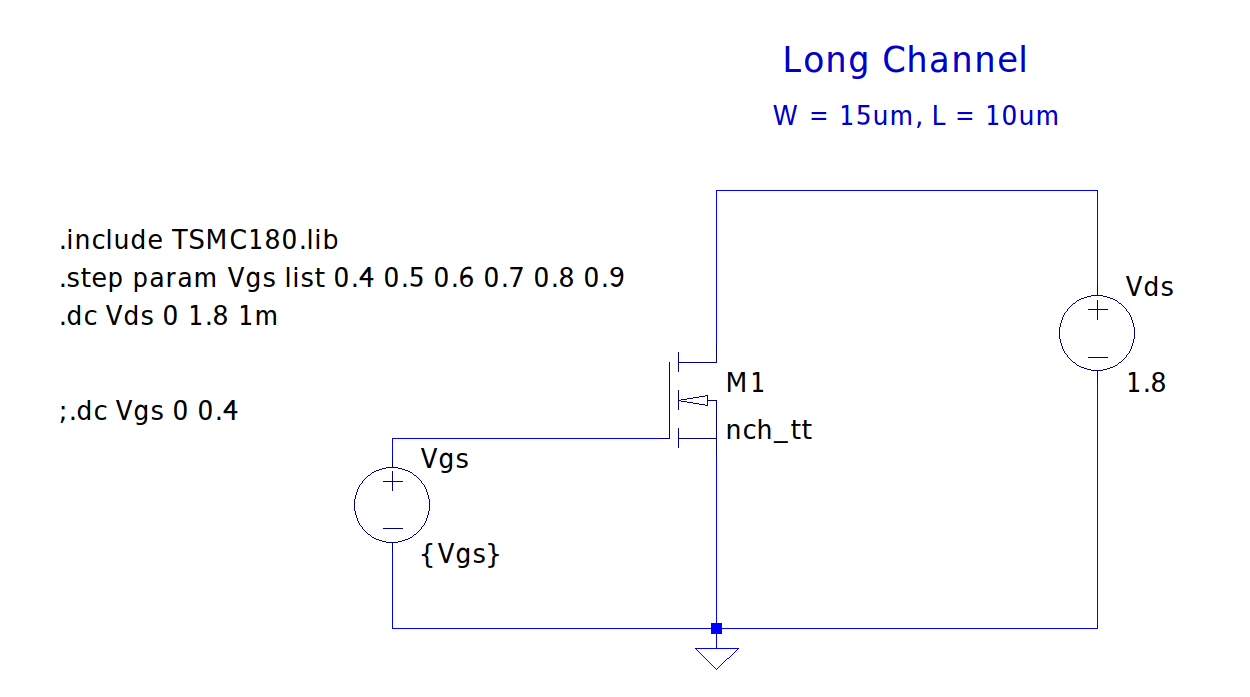 Long Channel
W = 15um, L = 10um
.include TSMC180.lib
.step param Vgs list 0.4 0.5 0.6 0.7 0.8 0.9
.dc Vds 0 1.8 1m
Vds
1.8
M1
nch_tt
;.dc Vgs 0 0.4
Vgs
{Vgs}